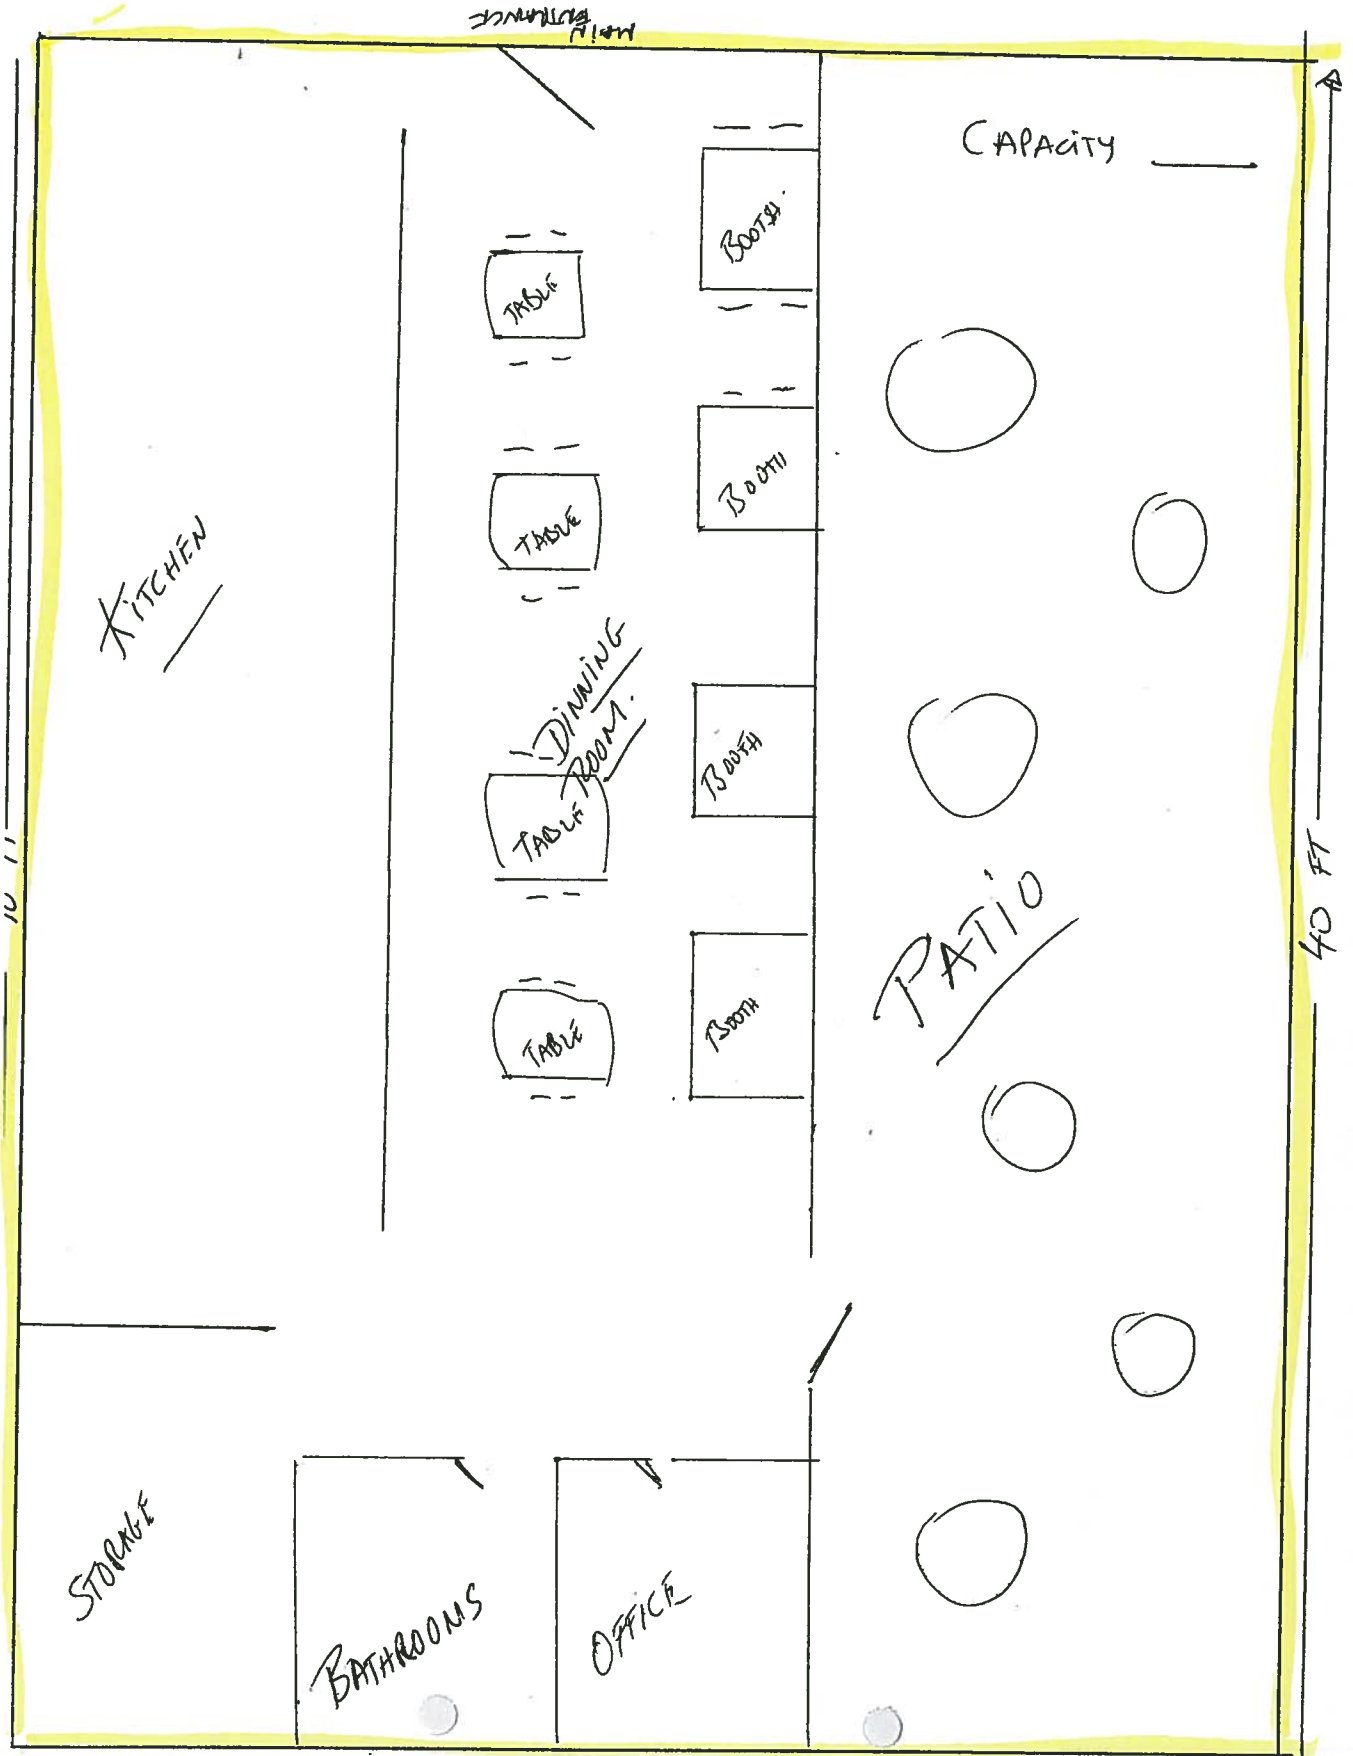 MAIN
ENTRANCE
CAPACITY
BOOTH
TABLE
BOOTH
TABLE
KITCHEN
DINNING
ROOM.
BOOTH
TABLE
PATIO
40 FT
BOOTH
TABLE
STORAGE
BATHROOMS
OFFICE